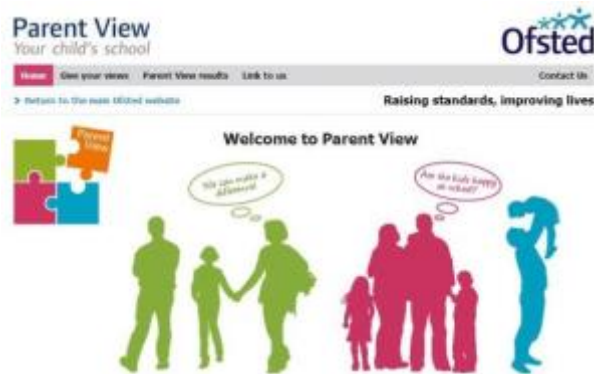 Parent View
Your child's school
Ofsted
Home Give your views Parent View results Link to us Contact Us
> Return to the main Ofsted website
Raising standards, improving lives
Parent View
Welcome to Parent View
We can make a
difference!
Are the kids happy
at school?